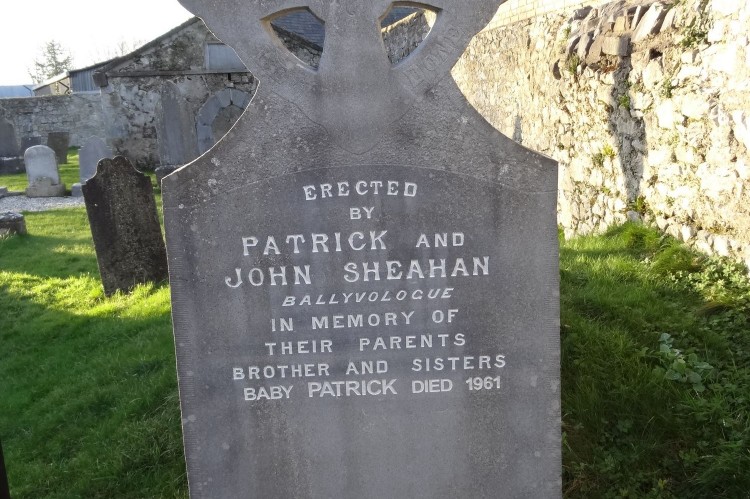 ERECTED
BY
PATRICK AND
JOHN SHEAHAN
BALLYVOLOGUE
IN MEMORY OF
THEIR PARENTS
BROTHER AND SISTERS
BABY PATRICK DIED 1961